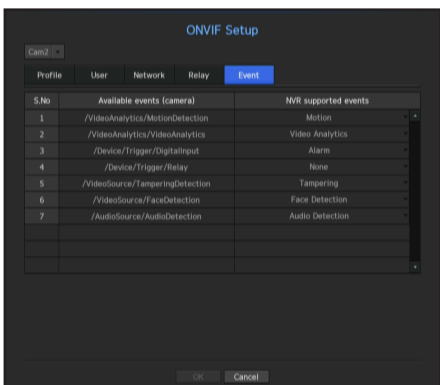 ONVIF Setup
Cam2
Profile User Network Relay Event
S.No Available events (camera) NVR supported events
1 /VideoAnalytics/MotionDetection Motion
2 /VideoAnalytics/VideoAnalytics Video Analytics
3 /Device/Trigger/DigitalInput Alarm
4 /Device/Trigger/Relay None
5 /VideoSource/TamperingDetection Tampering
6 /VideoSource/FaceDetection Face Detection
7 /AudioSource/AudioDetection Audio Detection
OK Cancel